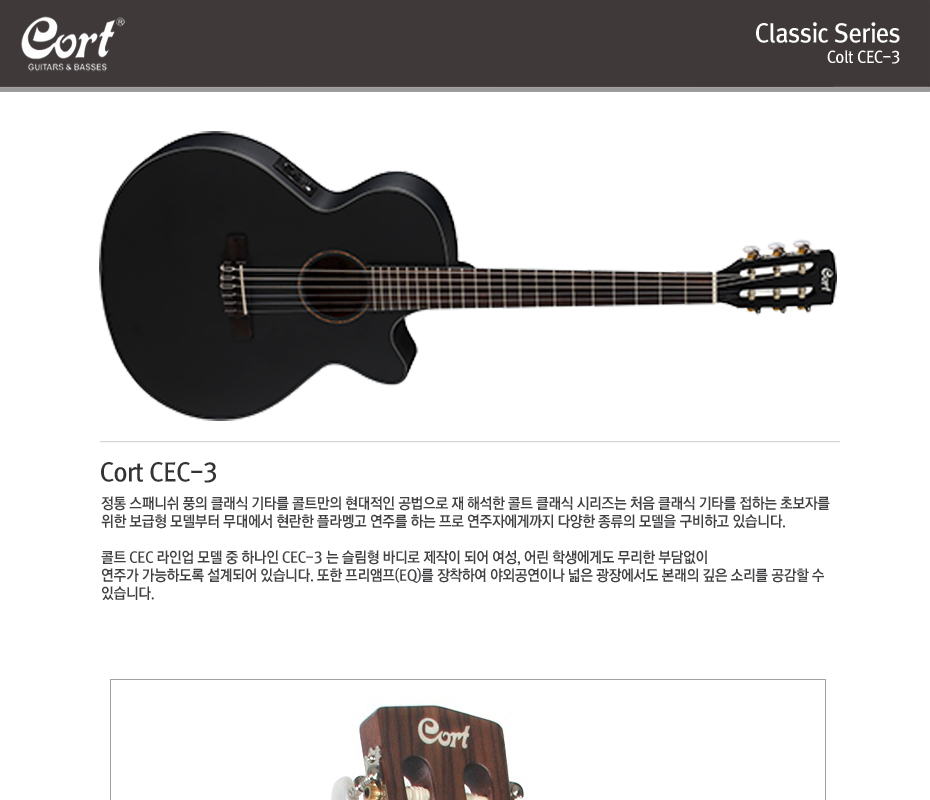 Cort®
GUITARS & BASSES
Classic Series
Colt CEC-3
Cort
Cort CEC-3
정통 스패니쉬 풍의 클래식 기타를 콜트만의 현대적인 공법으로 재 해석한 콜트 클래식 시리즈는 처음 클래식 기타를 접하는 초보자를
위한 보급형 모델부터 무대에서 현란한 플라멩고 연주를 하는 프로 연주자에게까지 다양한 종류의 모델을 구비하고 있습니다.
콜트 CEC 라인업 모델 중 하나인 CEC-3 는 슬림형 바디로 제작이 되어 여성, 어린 학생에게도 무리한 부담없이
연주가 가능하도록 설계되어 있습니다. 또한 프리앰프(EQ)를 장착하여 야외공연이나 넓은 광장에서도 본래의 깊은 소리를 공감할 수
있습니다.
Cort